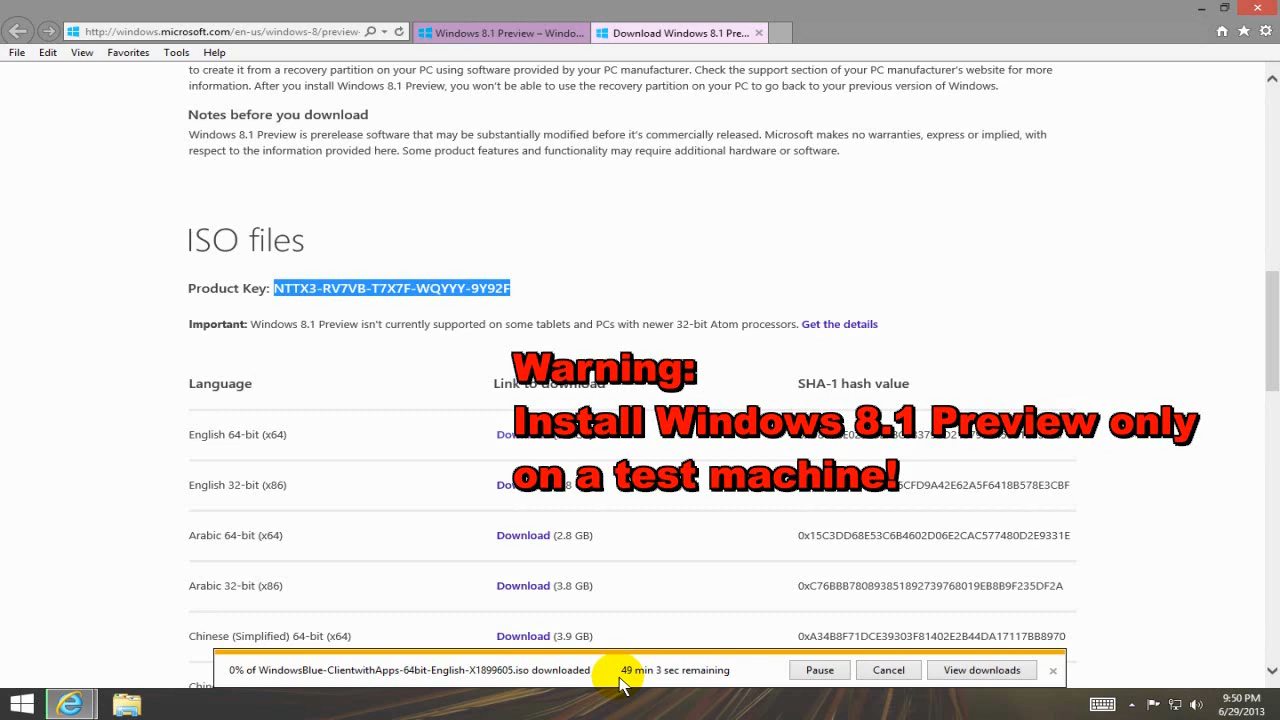 http://windows.microsoft.com/en-us/windows-8/preview-
Windows 8.1 Preview – Windo...
Download Windows 8.1 Pre...
File Edit View Favorites Tools Help
to create it from a recovery partition on your PC using software provided by your PC manufacturer. Check the support section of your PC manufacturer's website for more
information. After you install Windows 8.1 Preview, you won't be able to use the recovery partition on your PC to go back to your previous version of Windows.
Notes before you download
Windows 8.1 Preview is prerelease software that may be substantially modified before it's commercially released. Microsoft makes no warranties, express or implied, with
respect to the information provided here. Some product features and functionality may require additional hardware or software.
ISO files
Product Key: NTTX3-RV7VB-T7X7F-WQYYY-9Y92F
Important: Windows 8.1 Preview isn't currently supported on some tablets and PCs with newer 32-bit Atom processors. Get the details
Warning:
Install Windows 8.1 Preview only
on a test machine!
Language Link to download SHA-1 hash value
English 64-bit (x64)
English 32-bit (x86)
Arabic 64-bit (x64) Download (2.8 GB) 0x15C3DD68E53C6B4602D06E2CAC577480D2E9331E
Arabic 32-bit (x86) Download (3.8 GB) 0xC76BBB780893851892739768019EB8B9F235DF2A
Chinese (Simplified) 64-bit (x64) Download (3.9 GB) 0xA34B8F71DCE39303F81402E2B44DA17117BB8970
0% of WindowsBlue-ClientwithApps-64bit-English-X1899605.iso downloaded 49 min 3 sec remaining Pause Cancel View downloads
9:50 PM
6/29/2013